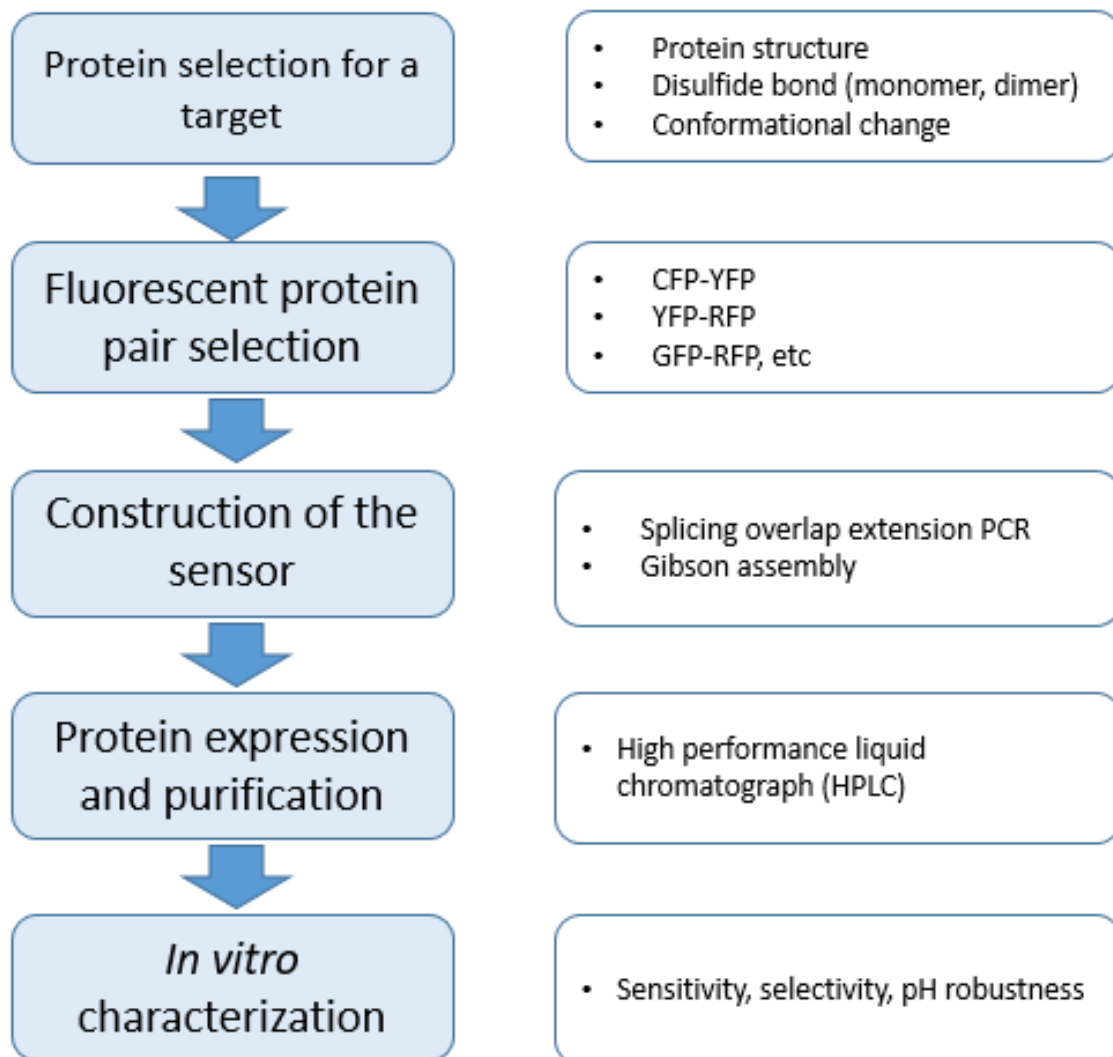 Protein selection for a
target
• Protein structure
• Disulfide bond (monomer, dimer)
• Conformational change
Fluorescent protein
pair selection
• CFP-YFP
• YFP-RFP
• GFP-RFP, etc
Construction of the
sensor
• Splicing overlap extension PCR
• Gibson assembly
Protein expression
and purification
• High performance liquid
chromatograph (HPLC)
In vitro
characterization
• Sensitivity, selectivity, pH robustness